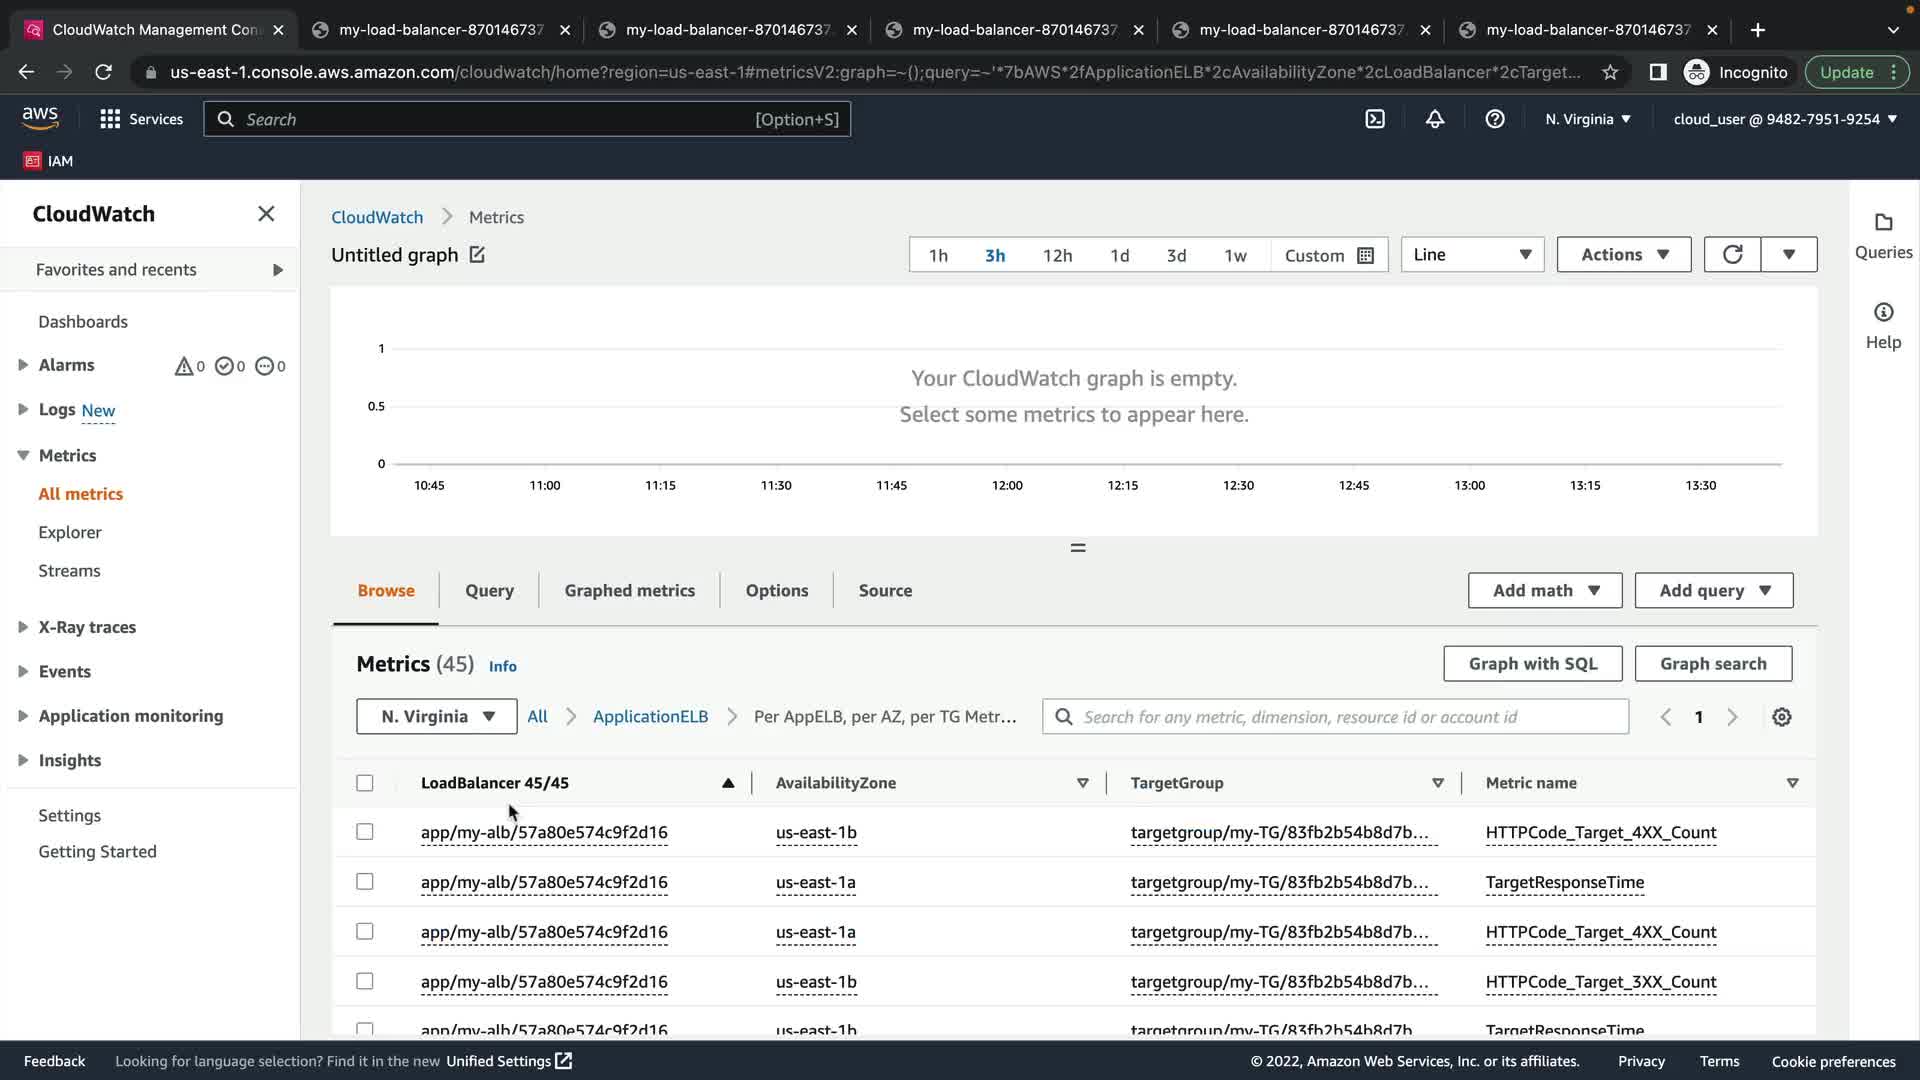 CloudWatch Management Con
my-load-balancer-870146737
my-load-balancer-870146737
my-load-balancer-870146737
my-load-balancer-870146737
my-load-balancer-870146737
us-east-1.console.aws.amazon.com/cloudwatch/home?region=us-east-1#metricsV2:graph=~();query=~'*7bAWS*2fApplicationELB*2cAvailabilityZone*2cLoadBalancer*2cTarget...
Incognito
Update
aws
Services
Search
[Option+S]
N. Virginia
cloud_user @ 9482-7951-9254
IAM
CloudWatch
Favorites and recents
Dashboards
Alarms
0
0
0
Logs New
Metrics
All metrics
Explorer
Streams
X-Ray traces
Events
Application monitoring
Insights
Settings
Getting Started
CloudWatch
Metrics
Untitled graph
1h
3h
12h
1d
3d
1w
Custom
Line
Actions
Queries
Help
1
0.5
0
Your CloudWatch graph is empty.
Select some metrics to appear here.
10:45
11:00
11:15
11:30
11:45
12:00
12:15
12:30
12:45
13:00
13:15
13:30
Browse
Query
Graphed metrics
Options
Source
Add math
Add query
Metrics (45) Info
Graph with SQL
Graph search
N. Virginia
All
ApplicationELB
Per AppELB, per AZ, per TG Metr...
Search for any metric, dimension, resource id or account id
1
LoadBalancer 45/45
AvailabilityZone
TargetGroup
Metric name
app/my-alb/57a80e574c9f2d16
us-east-1b
targetgroup/my-TG/83fb2b54b8d7b...
HTTPCode_Target_4XX_Count
app/my-alb/57a80e574c9f2d16
us-east-1a
targetgroup/my-TG/83fb2b54b8d7b...
TargetResponseTime
app/my-alb/57a80e574c9f2d16
us-east-1a
targetgroup/my-TG/83fb2b54b8d7b...
HTTPCode_Target_4XX_Count
app/my-alb/57a80e574c9f2d16
us-east-1b
targetgroup/my-TG/83fb2b54b8d7b...
HTTPCode_Target_3XX_Count
app/my-alb/57a80e574c9f2d16
us-east-1b
targetgroup/my-TG/83fb2b54b8d7b
TargetResponseTime
Feedback
Looking for language selection? Find it in the new Unified Settings
© 2022, Amazon Web Services, Inc. or its affiliates.
Privacy
Terms
Cookie preferences